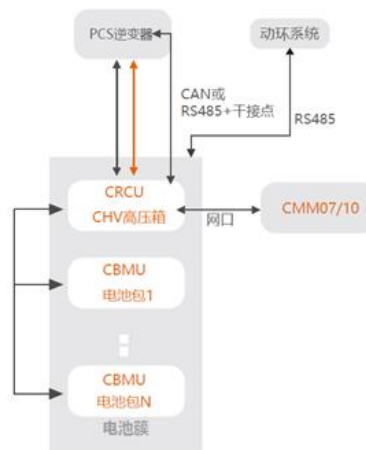 PCS逆变器
动环系统
CAN或
RS485+干接点
RS485
CRCU
CHV高压箱
网口
CMM07/10
CBMU
电池包1
CBMU
电池包N
电池簇